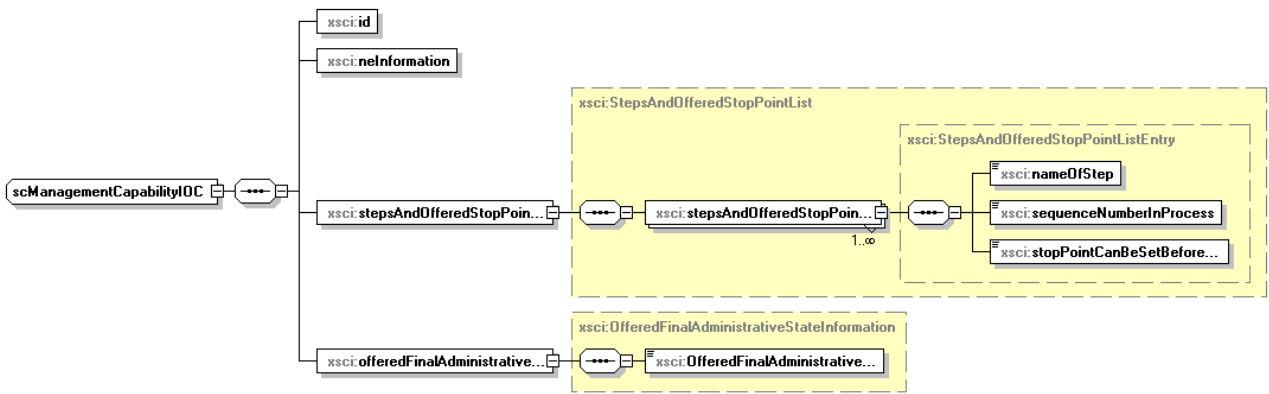 xsci:id
xsci:neInformation
xsci:StepsAndOfferedStopPointList
xsci:StepsAndOfferedStopPointListEntry
xsci:nameOfStep
scManagementCapabilityIOC
xsci:stepsAndOfferedStopPoin...
xsci:stepsAndOfferedStopPoin...
xsci:sequenceNumberInProcess
1..∞
xsci:stopPointCanBeSetBefore...
xsci:OfferedFinalAdministrativeStateInformation
xsci:offeredFinalAdministrative...
xsci:OfferedFinalAdministrative...